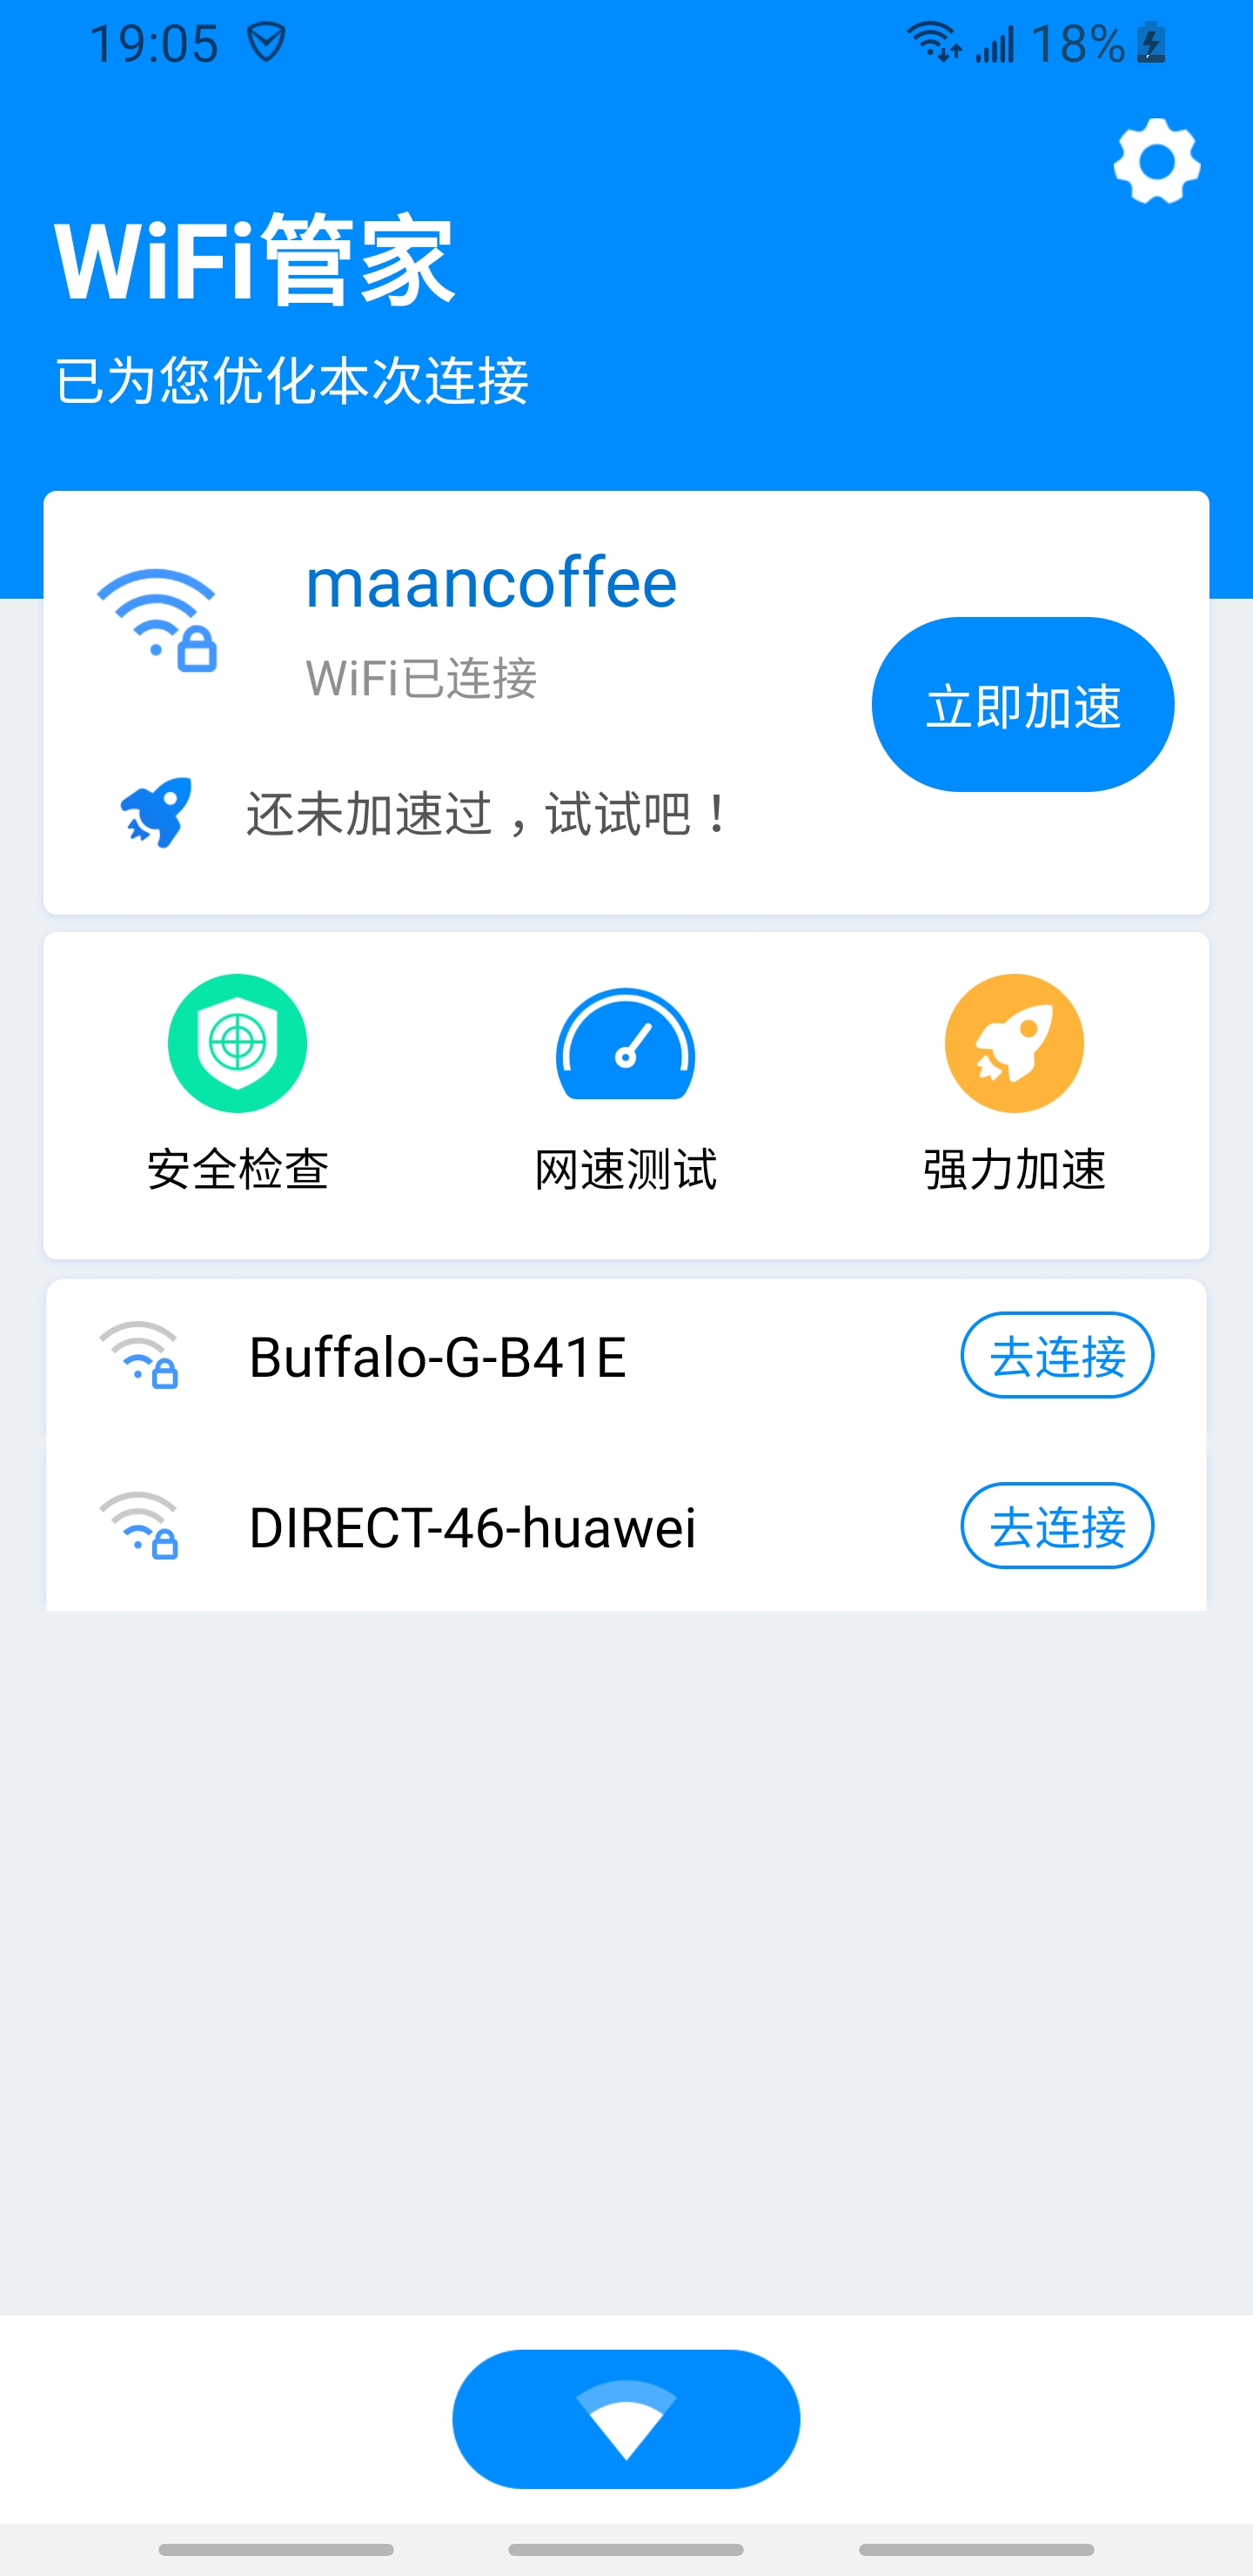 19:05
18%
WiFi管家
已为您优化本次连接
maancoffee
WiFi已连接
立即加速
还未加速过，试试吧！
安全检查
网速测试
强力加速
Buffalo-G-B41E
去连接
DIRECT-46-huawei
去连接